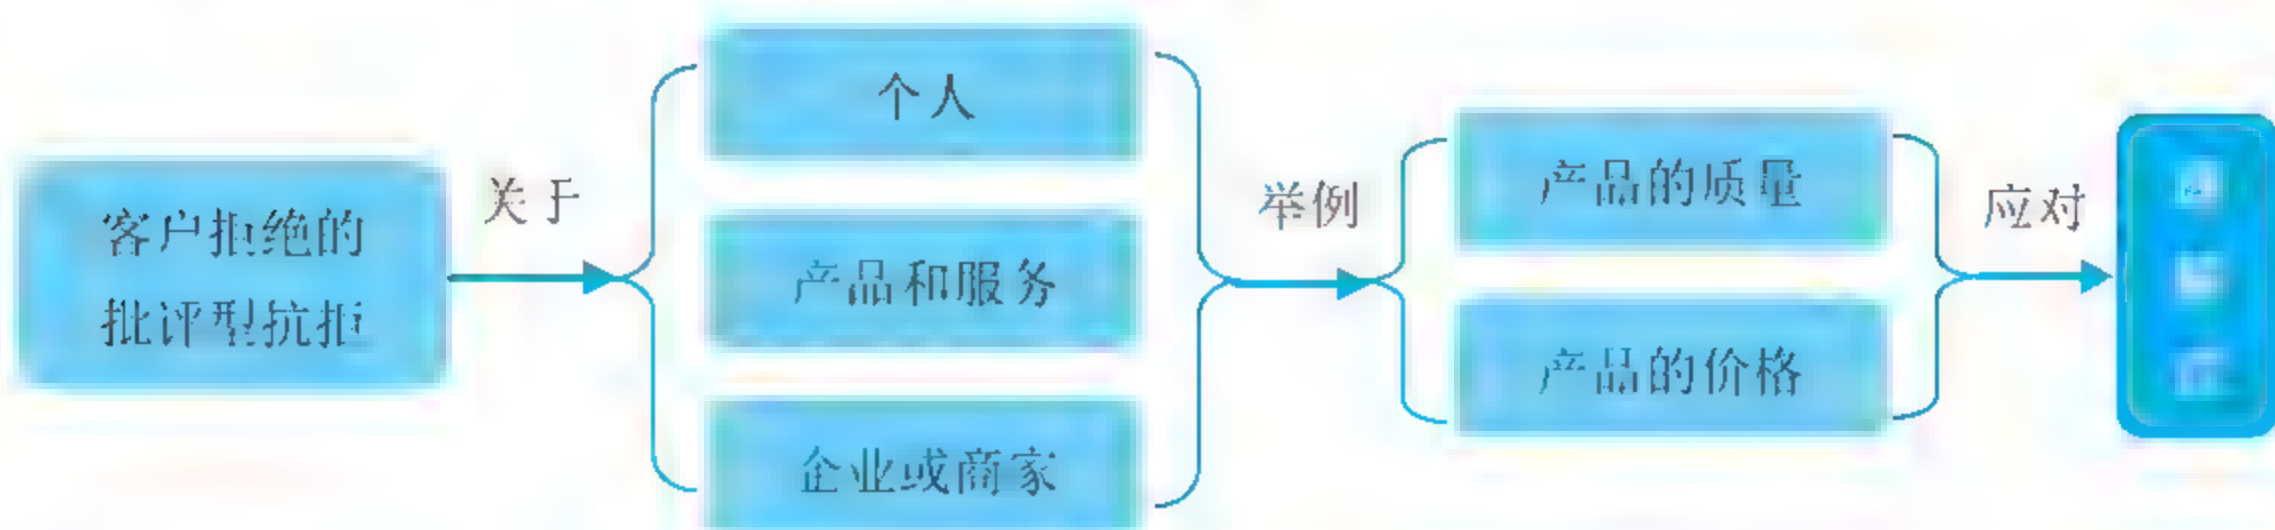 客户拒绝的
批评型抗拒
关于
个人
产品和服务
企业或商家
举例
产品的质量
产品的价格
应对